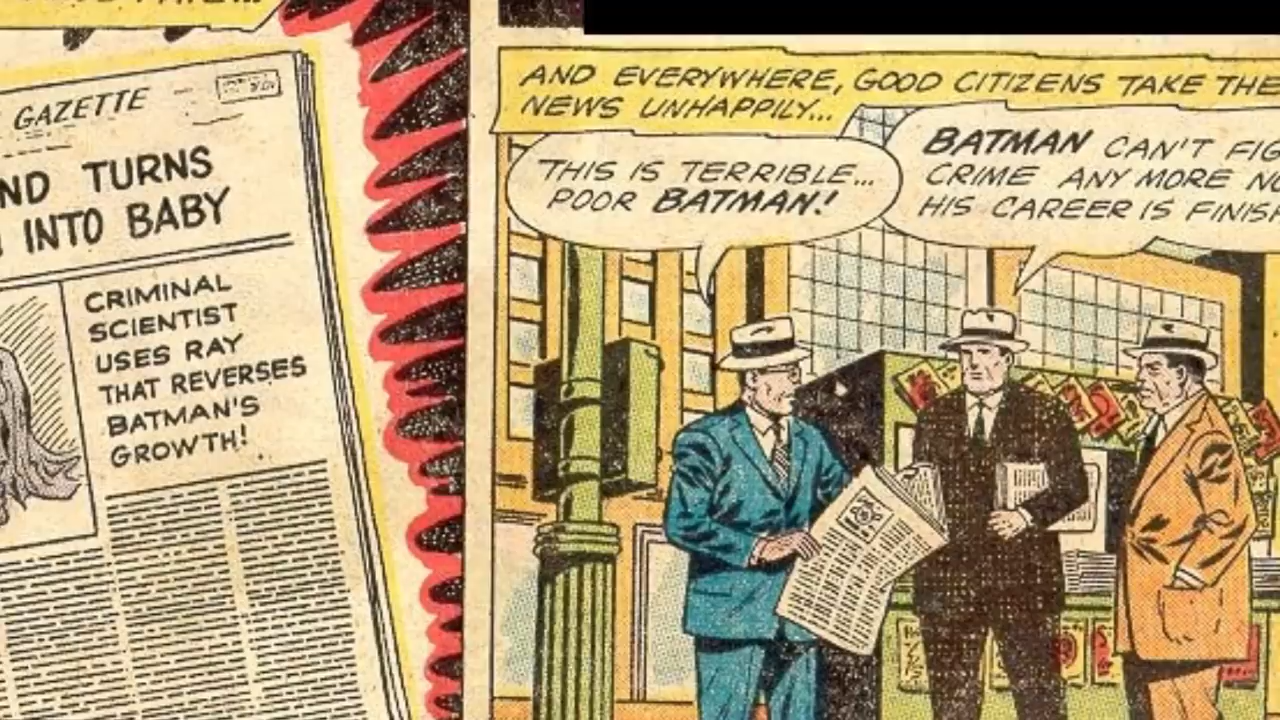 GAZETTE
ND TURNS
INTO BABY
CRIMINAL
SCIENTIST
USES RAY
THAT REVERSES
BATMAN'S
GROWTH!
AND EVERYWHERE, GOOD CITIZENS TAKE THE
NEWS UNHAPPILY...
THIS IS TERRIBLE...
POOR BATMAN!
BATMAN CAN'T FIG
CRIME ANY MORE NO
HIS CAREER IS FINISH